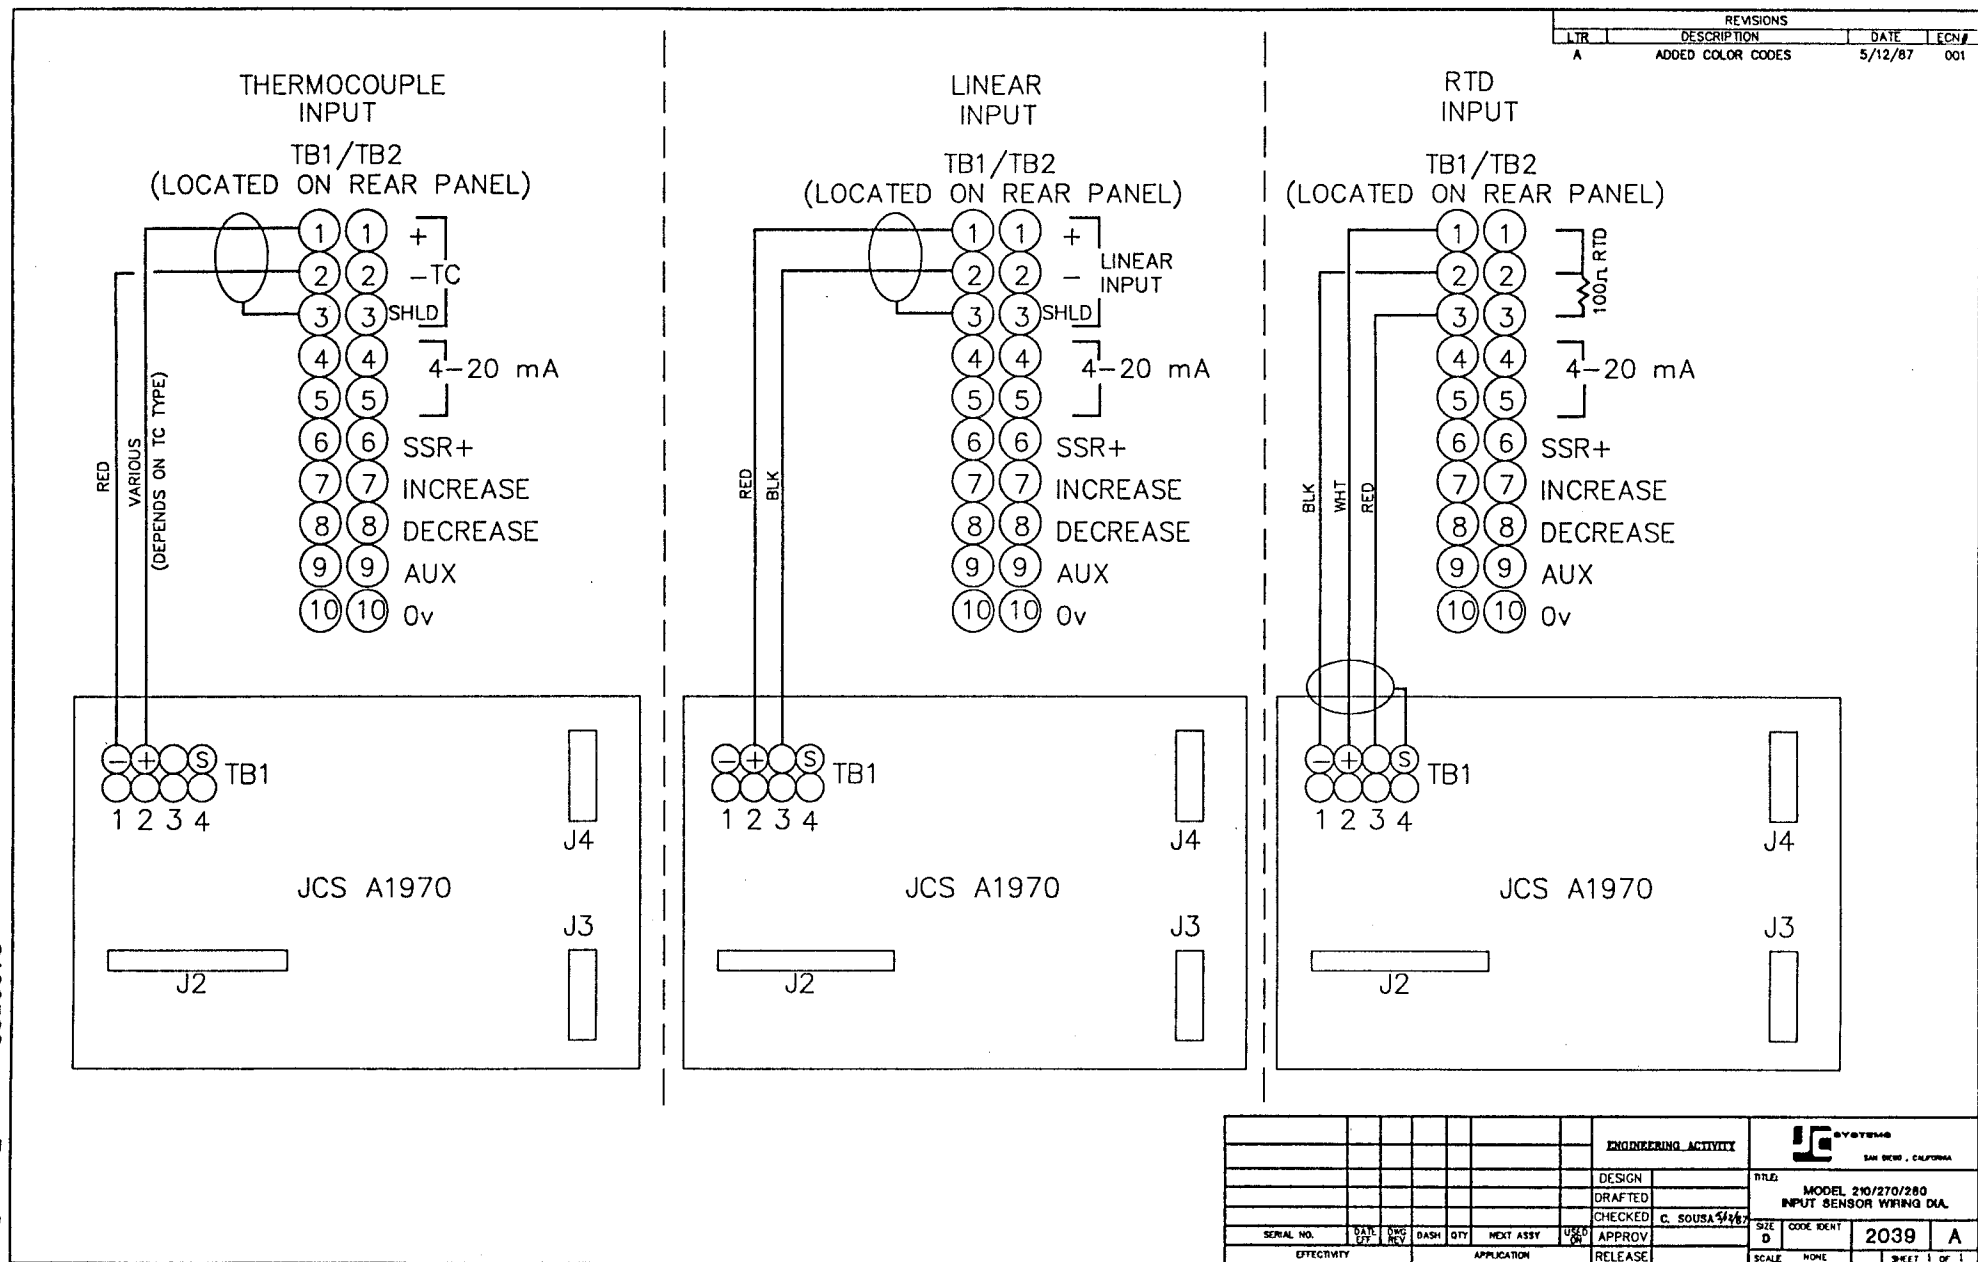 REVISIONS
LTR DESCRIPTION DATE ECN#
A ADDED COLOR CODES 5/12/87 001
THERMOCOUPLE
INPUT
TB1/TB2
(LOCATED ON REAR PANEL)
1 1 +
2 2 -TC
3 3 SHLD
4 4 4-20 mA
5 5
6 6 SSR+
7 7 INCREASE
8 8 DECREASE
9 9 AUX
10 10 0v
RED
VARIOUS
(DEPENDS ON TC TYPE)
- + S
TB1
1 2 3 4
J4
JCS A1970
J3
J2
LINEAR
INPUT
TB1/TB2
(LOCATED ON REAR PANEL)
1 1 +
2 2 -
LINEAR
INPUT
3 3 SHLD
4 4 4-20 mA
5 5
6 6 SSR+
7 7 INCREASE
8 8 DECREASE
9 9 AUX
10 10 0v
RED
BLK
- + S
TB1
1 2 3 4
J4
JCS A1970
J3
J2
RTD
INPUT
TB1/TB2
(LOCATED ON REAR PANEL)
1 1
2 2
3 3
100Ω RTD
4 4 4-20 mA
5 5
6 6 SSR+
7 7 INCREASE
8 8 DECREASE
9 9 AUX
10 10 0v
BLK
WHT
RED
- + S
TB1
1 2 3 4
J4
JCS A1970
J3
J2
ENGINEERING ACTIVITY
SYSTEMS
SAN DIEGO, CALIFORNIA
DESIGN
DRAFTED
CHECKED C. SOUSA 5/12/87
APPROV
RELEASE
TITLE:
MODEL 210/270/280
INPUT SENSOR WIRING DIA.
SERIAL NO. DATE EFF. DWG REV DASH QTY NEXT ASSY USED ON
EFFECTIVITY APPLICATION
SIZE D CODE IDENT 2039 A
SCALE NONE SHEET 1 OF 1